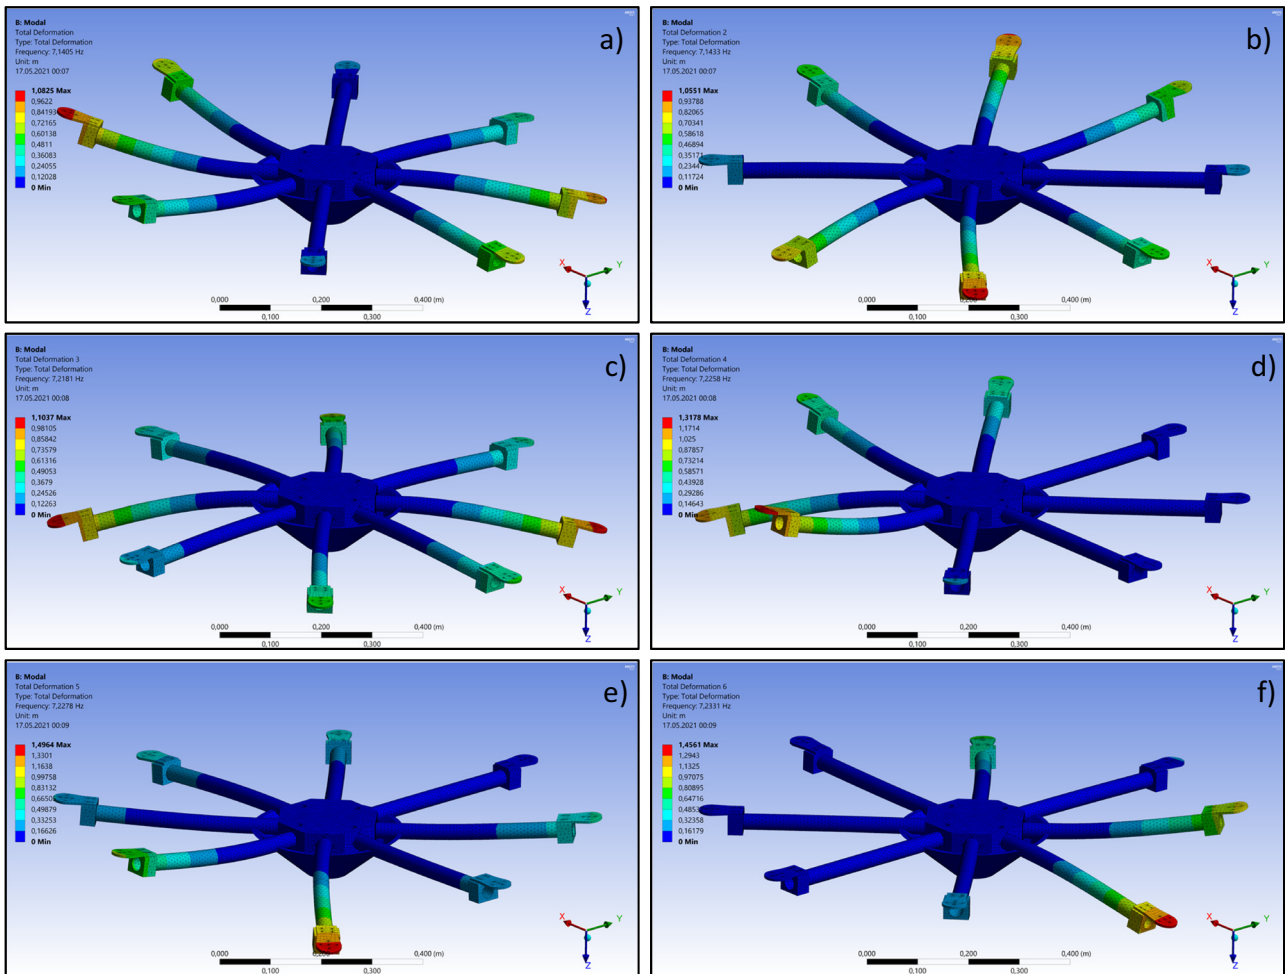 a)
B: Modal
Total Deformation
Type: Total Deformation
Frequency: 7,1405 Hz
Unit: m
17.05.2021 00:07
1,0825 Max
0,9622
0,84193
0,72165
0,60138
0,4811
0,36083
0,24055
0,12028
0 Min
0,000 0,200 0,400 (m)
0,100 0,300
X Y
Z
b)
B: Modal
Total Deformation 2
Type: Total Deformation
Frequency: 7,1433 Hz
Unit: m
17.05.2021 00:07
1,0551 Max
0,93788
0,82065
0,70341
0,58618
0,46894
0,35171
0,23447
0,11724
0 Min
0,000 0,200 0,400 (m)
0,100 0,300
X Y
Z
c)
B: Modal
Total Deformation 3
Type: Total Deformation
Frequency: 7,2181 Hz
Unit: m
17.05.2021 00:08
1,1037 Max
0,98105
0,85842
0,73579
0,61316
0,49053
0,3679
0,24526
0,12263
0 Min
0,000 0,200 0,400 (m)
0,100 0,300
X Y
Z
d)
B: Modal
Total Deformation 4
Type: Total Deformation
Frequency: 7,2258 Hz
Unit: m
17.05.2021 00:08
1,3178 Max
1,1714
1,025
0,87857
0,73214
0,58571
0,43928
0,29286
0,14643
0 Min
0,000 0,200 0,400 (m)
0,100 0,300
X Y
Z
e)
B: Modal
Total Deformation 5
Type: Total Deformation
Frequency: 7,2278 Hz
Unit: m
17.05.2021 00:09
1,4964 Max
1,3301
1,1638
0,99758
0,83132
0,66505
0,49879
0,33253
0,16626
0 Min
0,000 0,200 0,400 (m)
0,100 0,300
X Y
Z
f)
B: Modal
Total Deformation 6
Type: Total Deformation
Frequency: 7,2331 Hz
Unit: m
17.05.2021 00:09
1,4561 Max
1,2943
1,1325
0,97075
0,80895
0,64716
0,4853
0,32358
0,16179
0 Min
0,000 0,200 0,400 (m)
0,100 0,300
X Y
Z